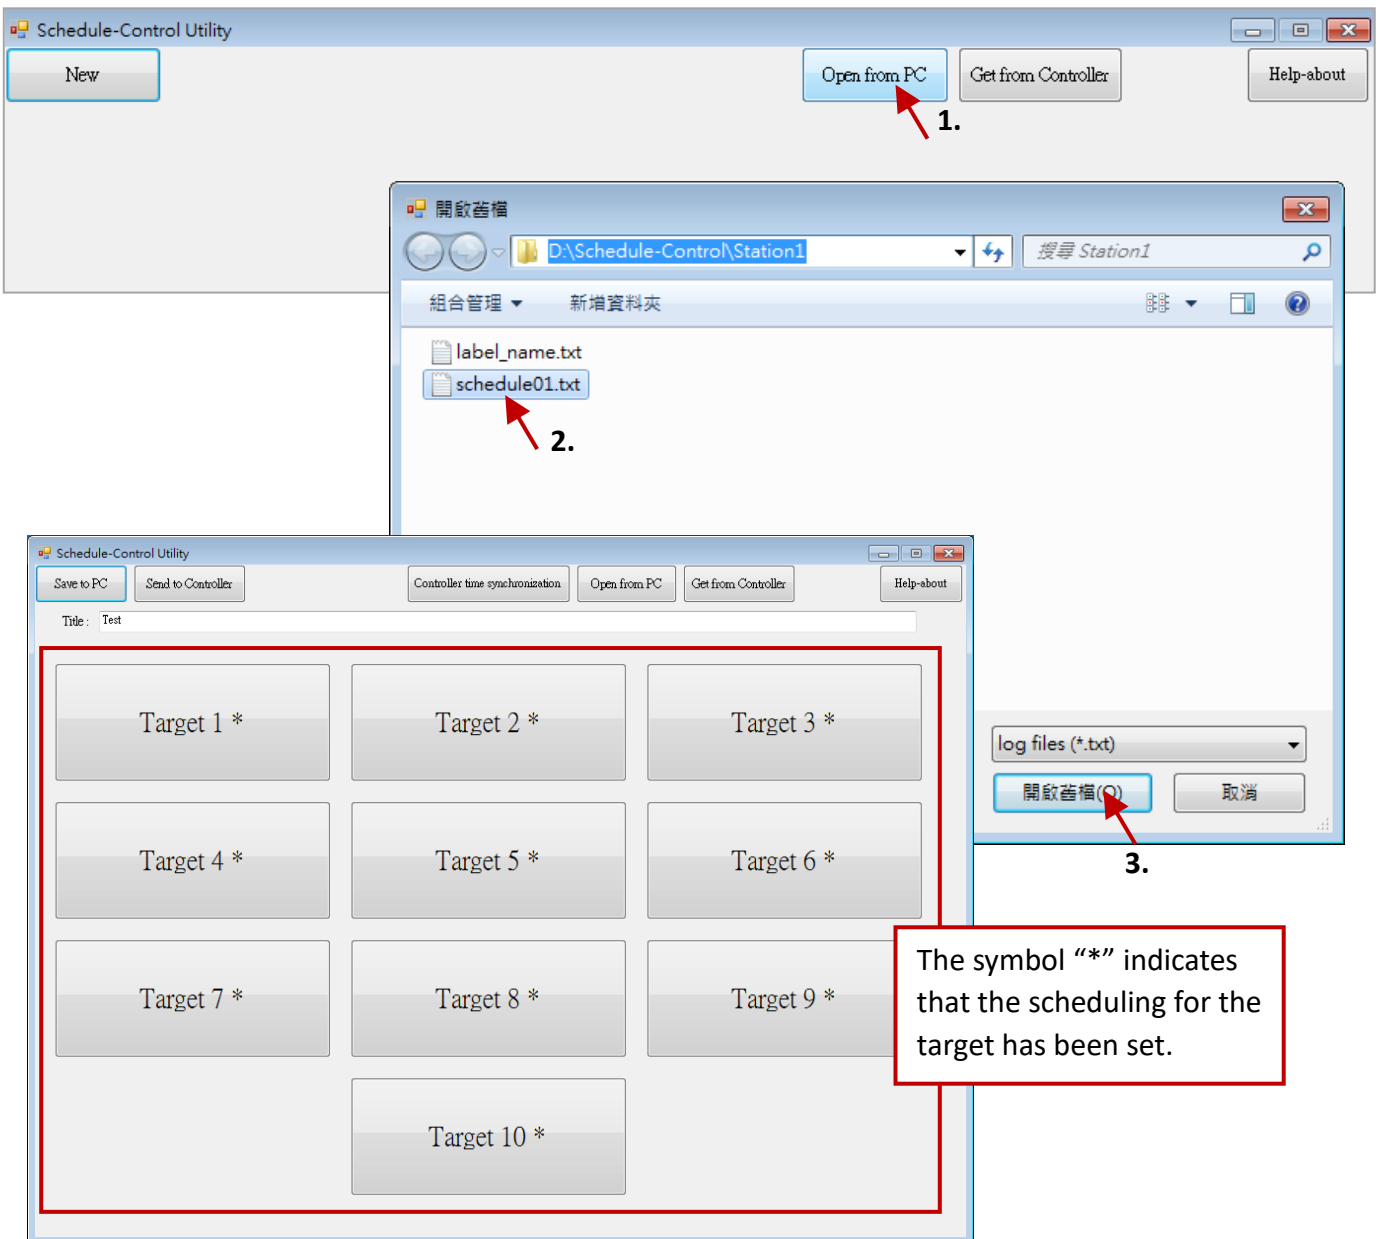 Schedule-Control Utility
New
Open from PC
Get from Controller
Help-about
1.
開啟舊檔
D:\Schedule-Control\Station1
搜尋 Station1
組合管理
新增資料夾
label_name.txt
schedule01.txt
2.
log files (*.txt)
開啟舊檔(O)
取消
3.
Schedule-Control Utility
Save to PC
Send to Controller
Controller time synchronization
Open from PC
Get from Controller
Help-about
Title :
Test
Target 1 *
Target 2 *
Target 3 *
Target 4 *
Target 5 *
Target 6 *
Target 7 *
Target 8 *
Target 9 *
Target 10 *
The symbol “*” indicates
that the scheduling for the
target has been set.